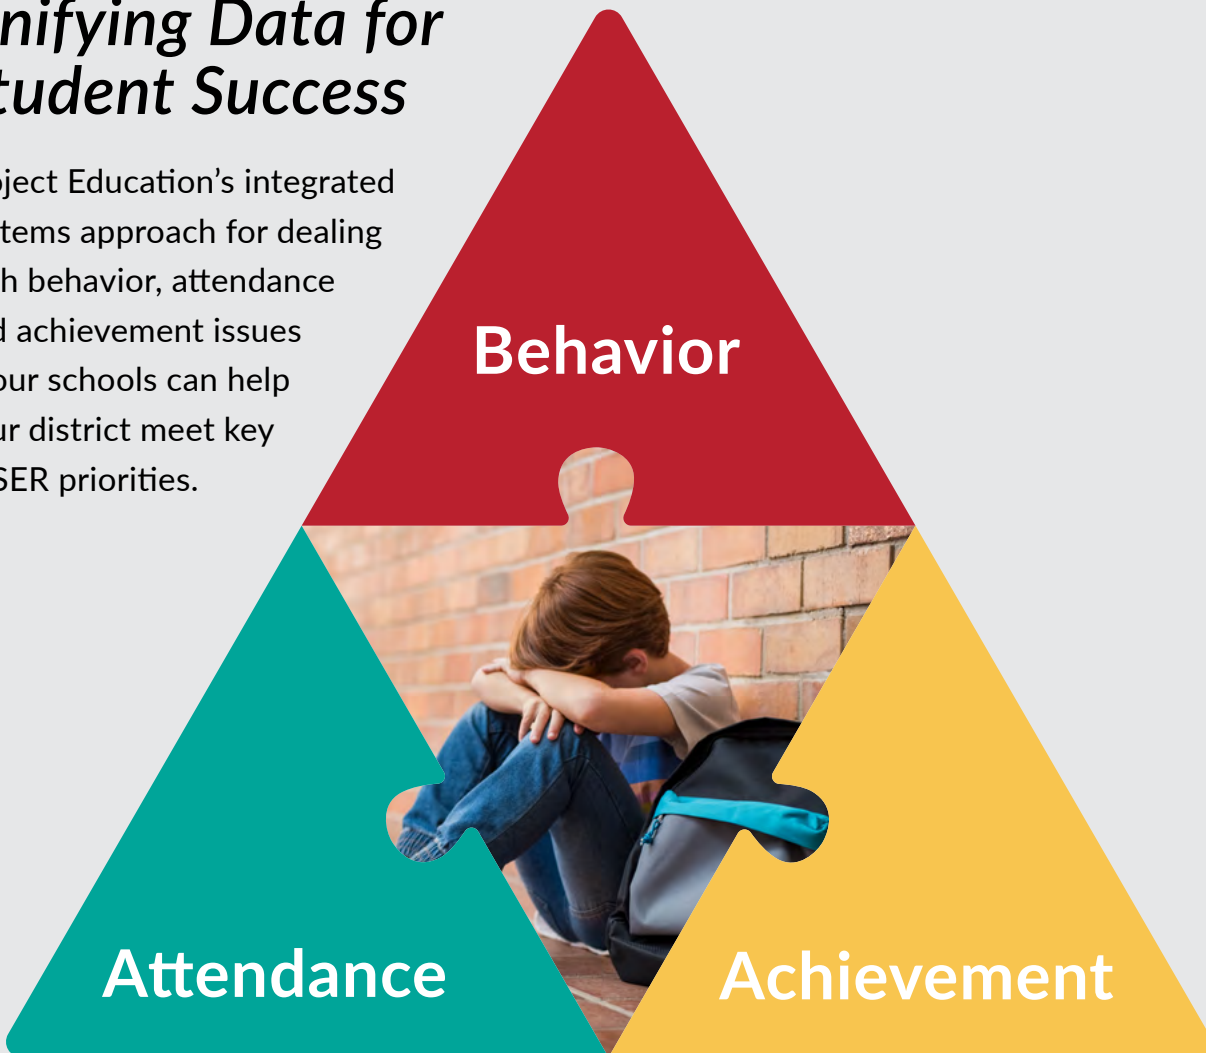 nifying Data for
tudent Success
ject Education's integrated
tems approach for dealing
h behavior, attendance
d achievement issues
our schools can help
ur district meet key
SER priorities.
Behavior
Attendance
Achievement